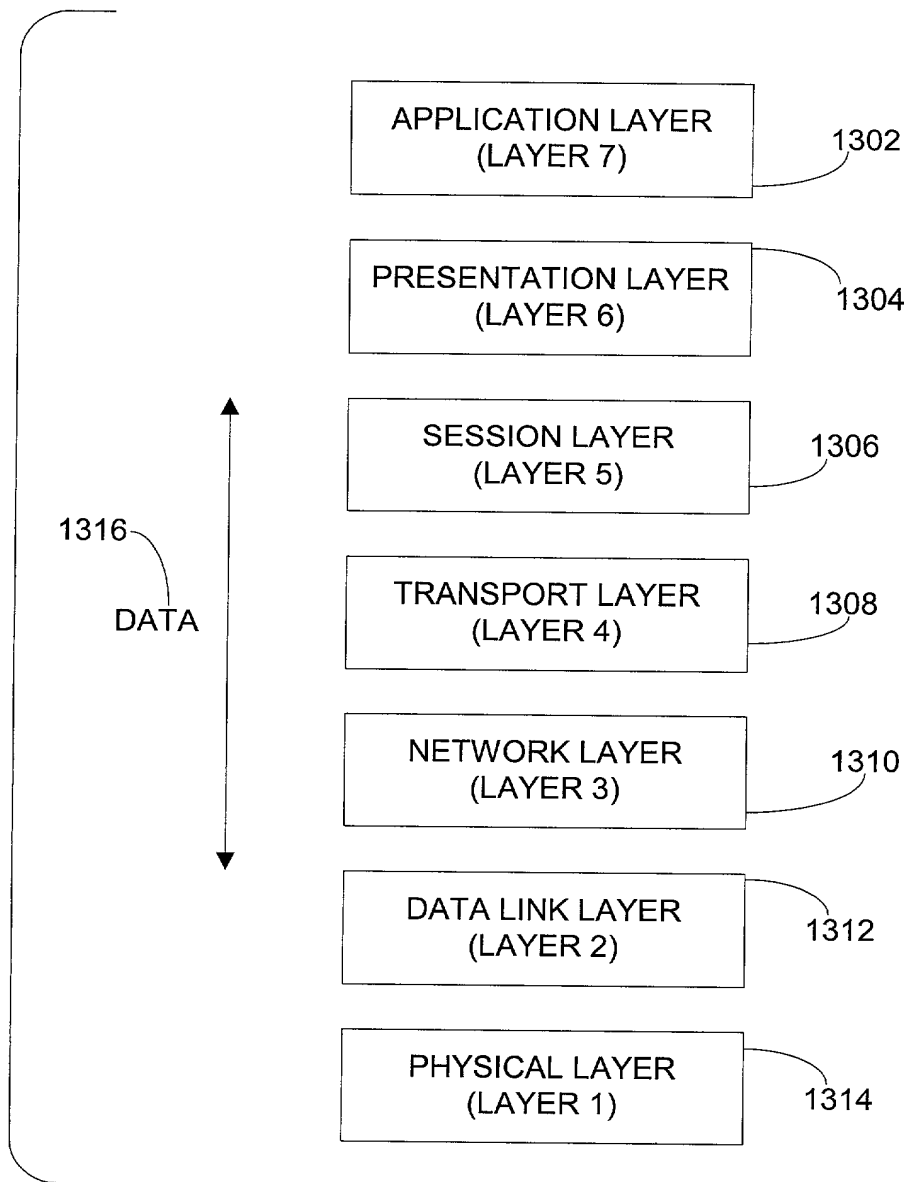 APPLICATION LAYER
(LAYER 7)
1302
PRESENTATION LAYER
(LAYER 6)
1304
SESSION LAYER
(LAYER 5)
1306
1316
DATA
TRANSPORT LAYER
(LAYER 4)
1308
NETWORK LAYER
(LAYER 3)
1310
DATA LINK LAYER
(LAYER 2)
1312
PHYSICAL LAYER
(LAYER 1)
1314